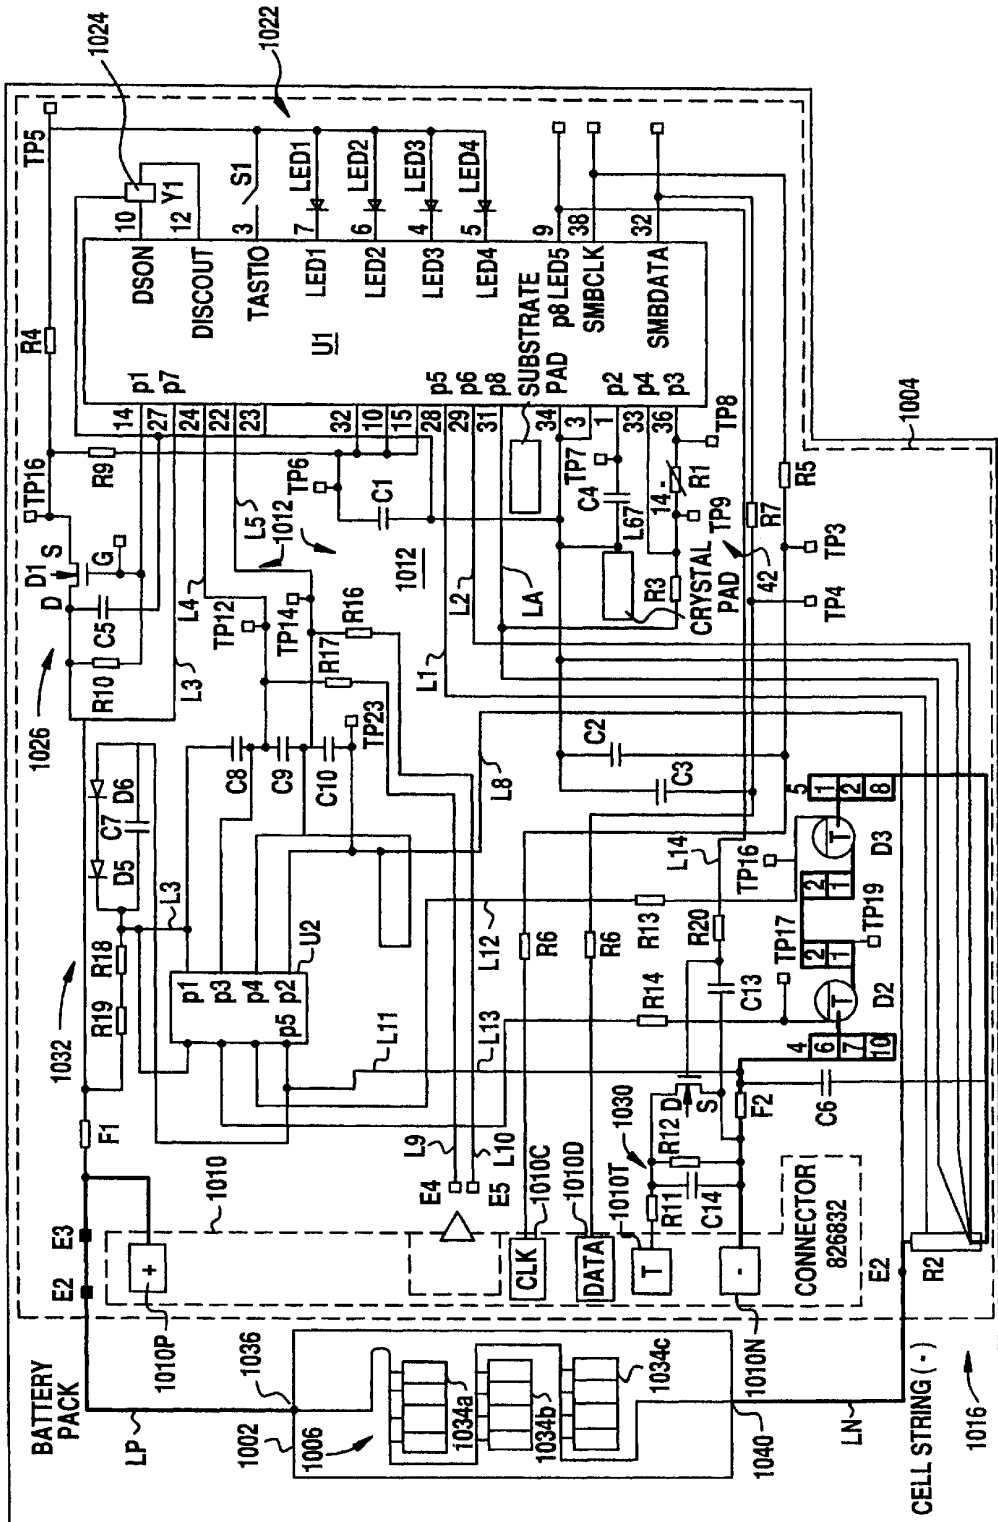 BATTERY
PACK
LP
1002
1036
1006
1034a
1034b
1034c
1040
LN
CELL STRING (-)
1016
E2
E3
1010P
+
1010
F1
1032
R19
R18
D5
D6
C7
L3
1026
R10
C5
D
D1
S
G
TP16
R9
R4
TP5
1024
1022
Y1
S1
10
12
3
7
6
4
5
9
38
32
LED1
LED2
LED3
LED4
DSON
DISCOUT
TASTIO
LED1
LED2
LED3
LED4
p8LED5
SMBCLK
SMBDATA
U1
SUBSTRATE
PAD
p1
p7
p5
p6
p8
p2
p4
p3
14
27
24
22
23
32
10
15
28
29
31
34
3
1
33
36
L3
L4
L5
1012
1012
TP12
TP14
TP6
C1
R16
R17
TP23
C8
C9
C10
p1
p3
p4
p2
p5
U2
L11
L13
L12
L8
L1
L2
LA
L67
C4
TP7
TP8
TP9
R1
14
R3
CRYSTAL
PAD
42
R7
R5
TP3
TP4
C2
C3
L14
L9
L10
E4
E5
1010C
CLK
1010D
DATA
1010T
T
1030
R11
C14
R12
D
S
F2
-
1010N
CONNECTOR
826832
R6
R6
R14
R13
R20
C13
TP16
TP17
TP19
4
6
7
10
T
D2
2
1
2
1
T
D3
5
1
2
8
C6
E2
R2
1004